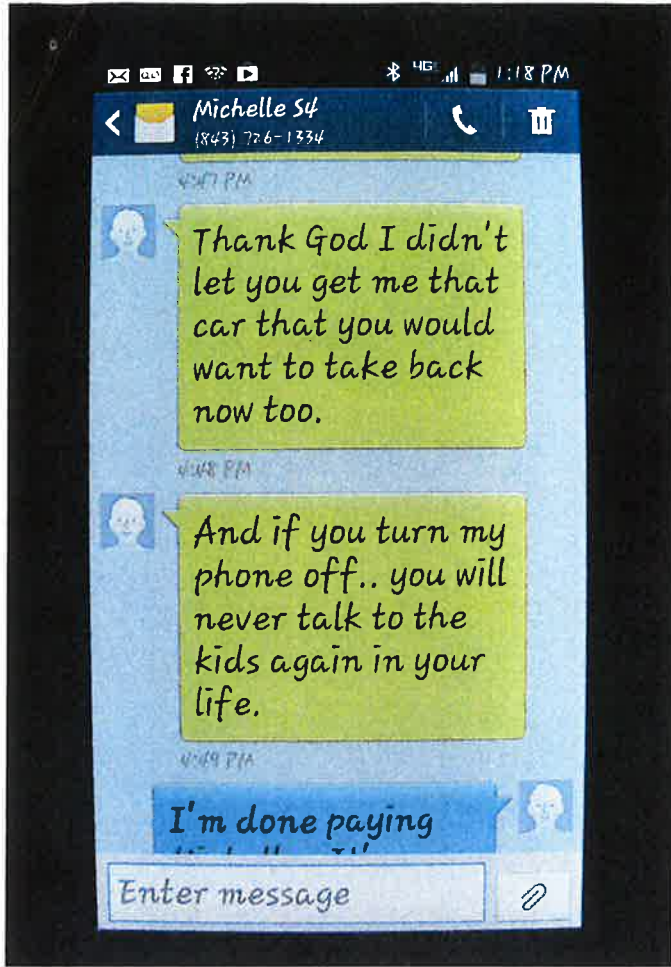 4G 1:18 PM
Michelle S4
(843) 726-1334
4:47 PM
Thank God I didn't
let you get me that
car that you would
want to take back
now too.
4:48 PM
And if you turn my
phone off.. you will
never talk to the
kids again in your
life.
4:49 PM
I'm done paying
Enter message